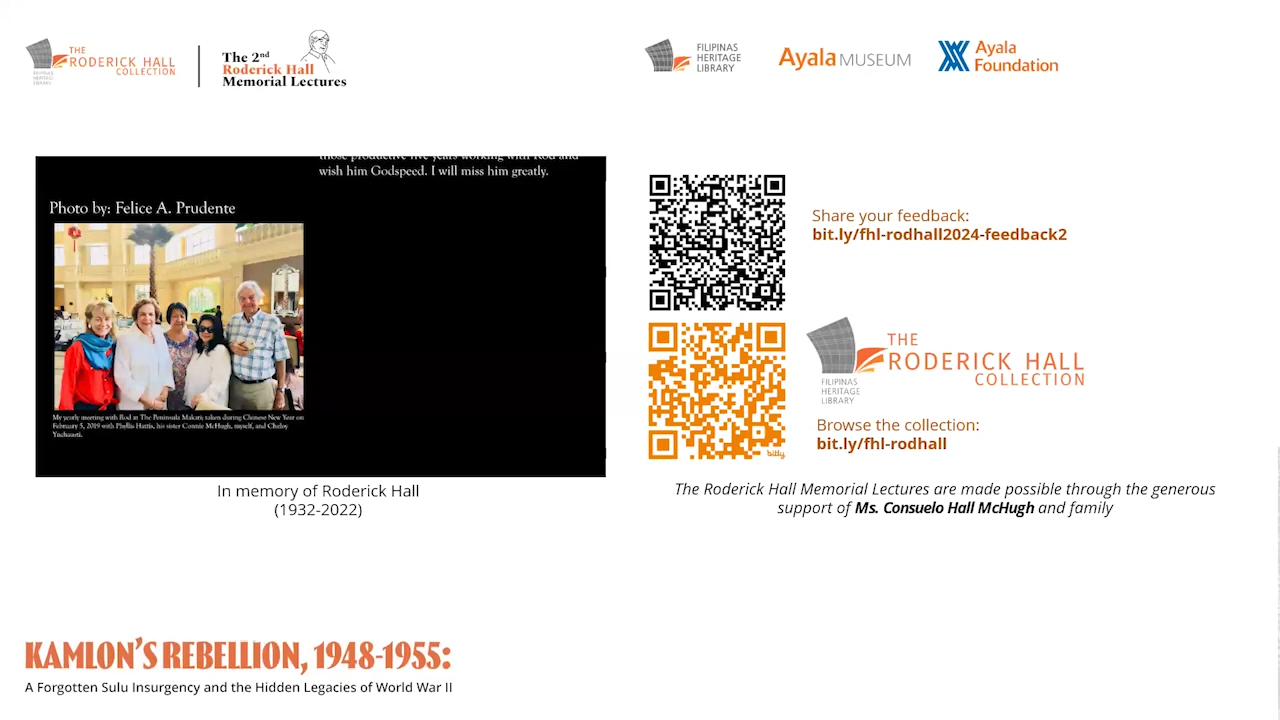 THE
RODERICK HALL
COLLECTION
FILIPINAS
HERITAGE
LIBRARY
The 2nd
Roderick Hall
Memorial Lectures
FILIPINAS
HERITAGE
LIBRARY
Ayala MUSEUM
Ayala
Foundation
those productive five years working with Rod and
wish him Godspeed. I will miss him greatly.
Photo by: Felice A. Prudente
My yearly meeting with Rod at The Peninsula Makati; taken during Chinese New Year on
February 5, 2019 with Phyllis Hattis, his sister Connie McHugh, myself, and Cheloy
In memory of Roderick Hall
(1932-2022)
Share your feedback:
bit.ly/fhl-rodhall2024-feedback2
THE
RODERICK HALL
COLLECTION
FILIPINAS
HERITAGE
LIBRARY
bitly
Browse the collection:
bit.ly/fhl-rodhall
The Roderick Hall Memorial Lectures are made possible through the generous
support of Ms. Consuelo Hall McHugh and family
KAMLON'S REBELLION, 1948-1955:
A Forgotten Sulu Insurgency and the Hidden Legacies of World War II